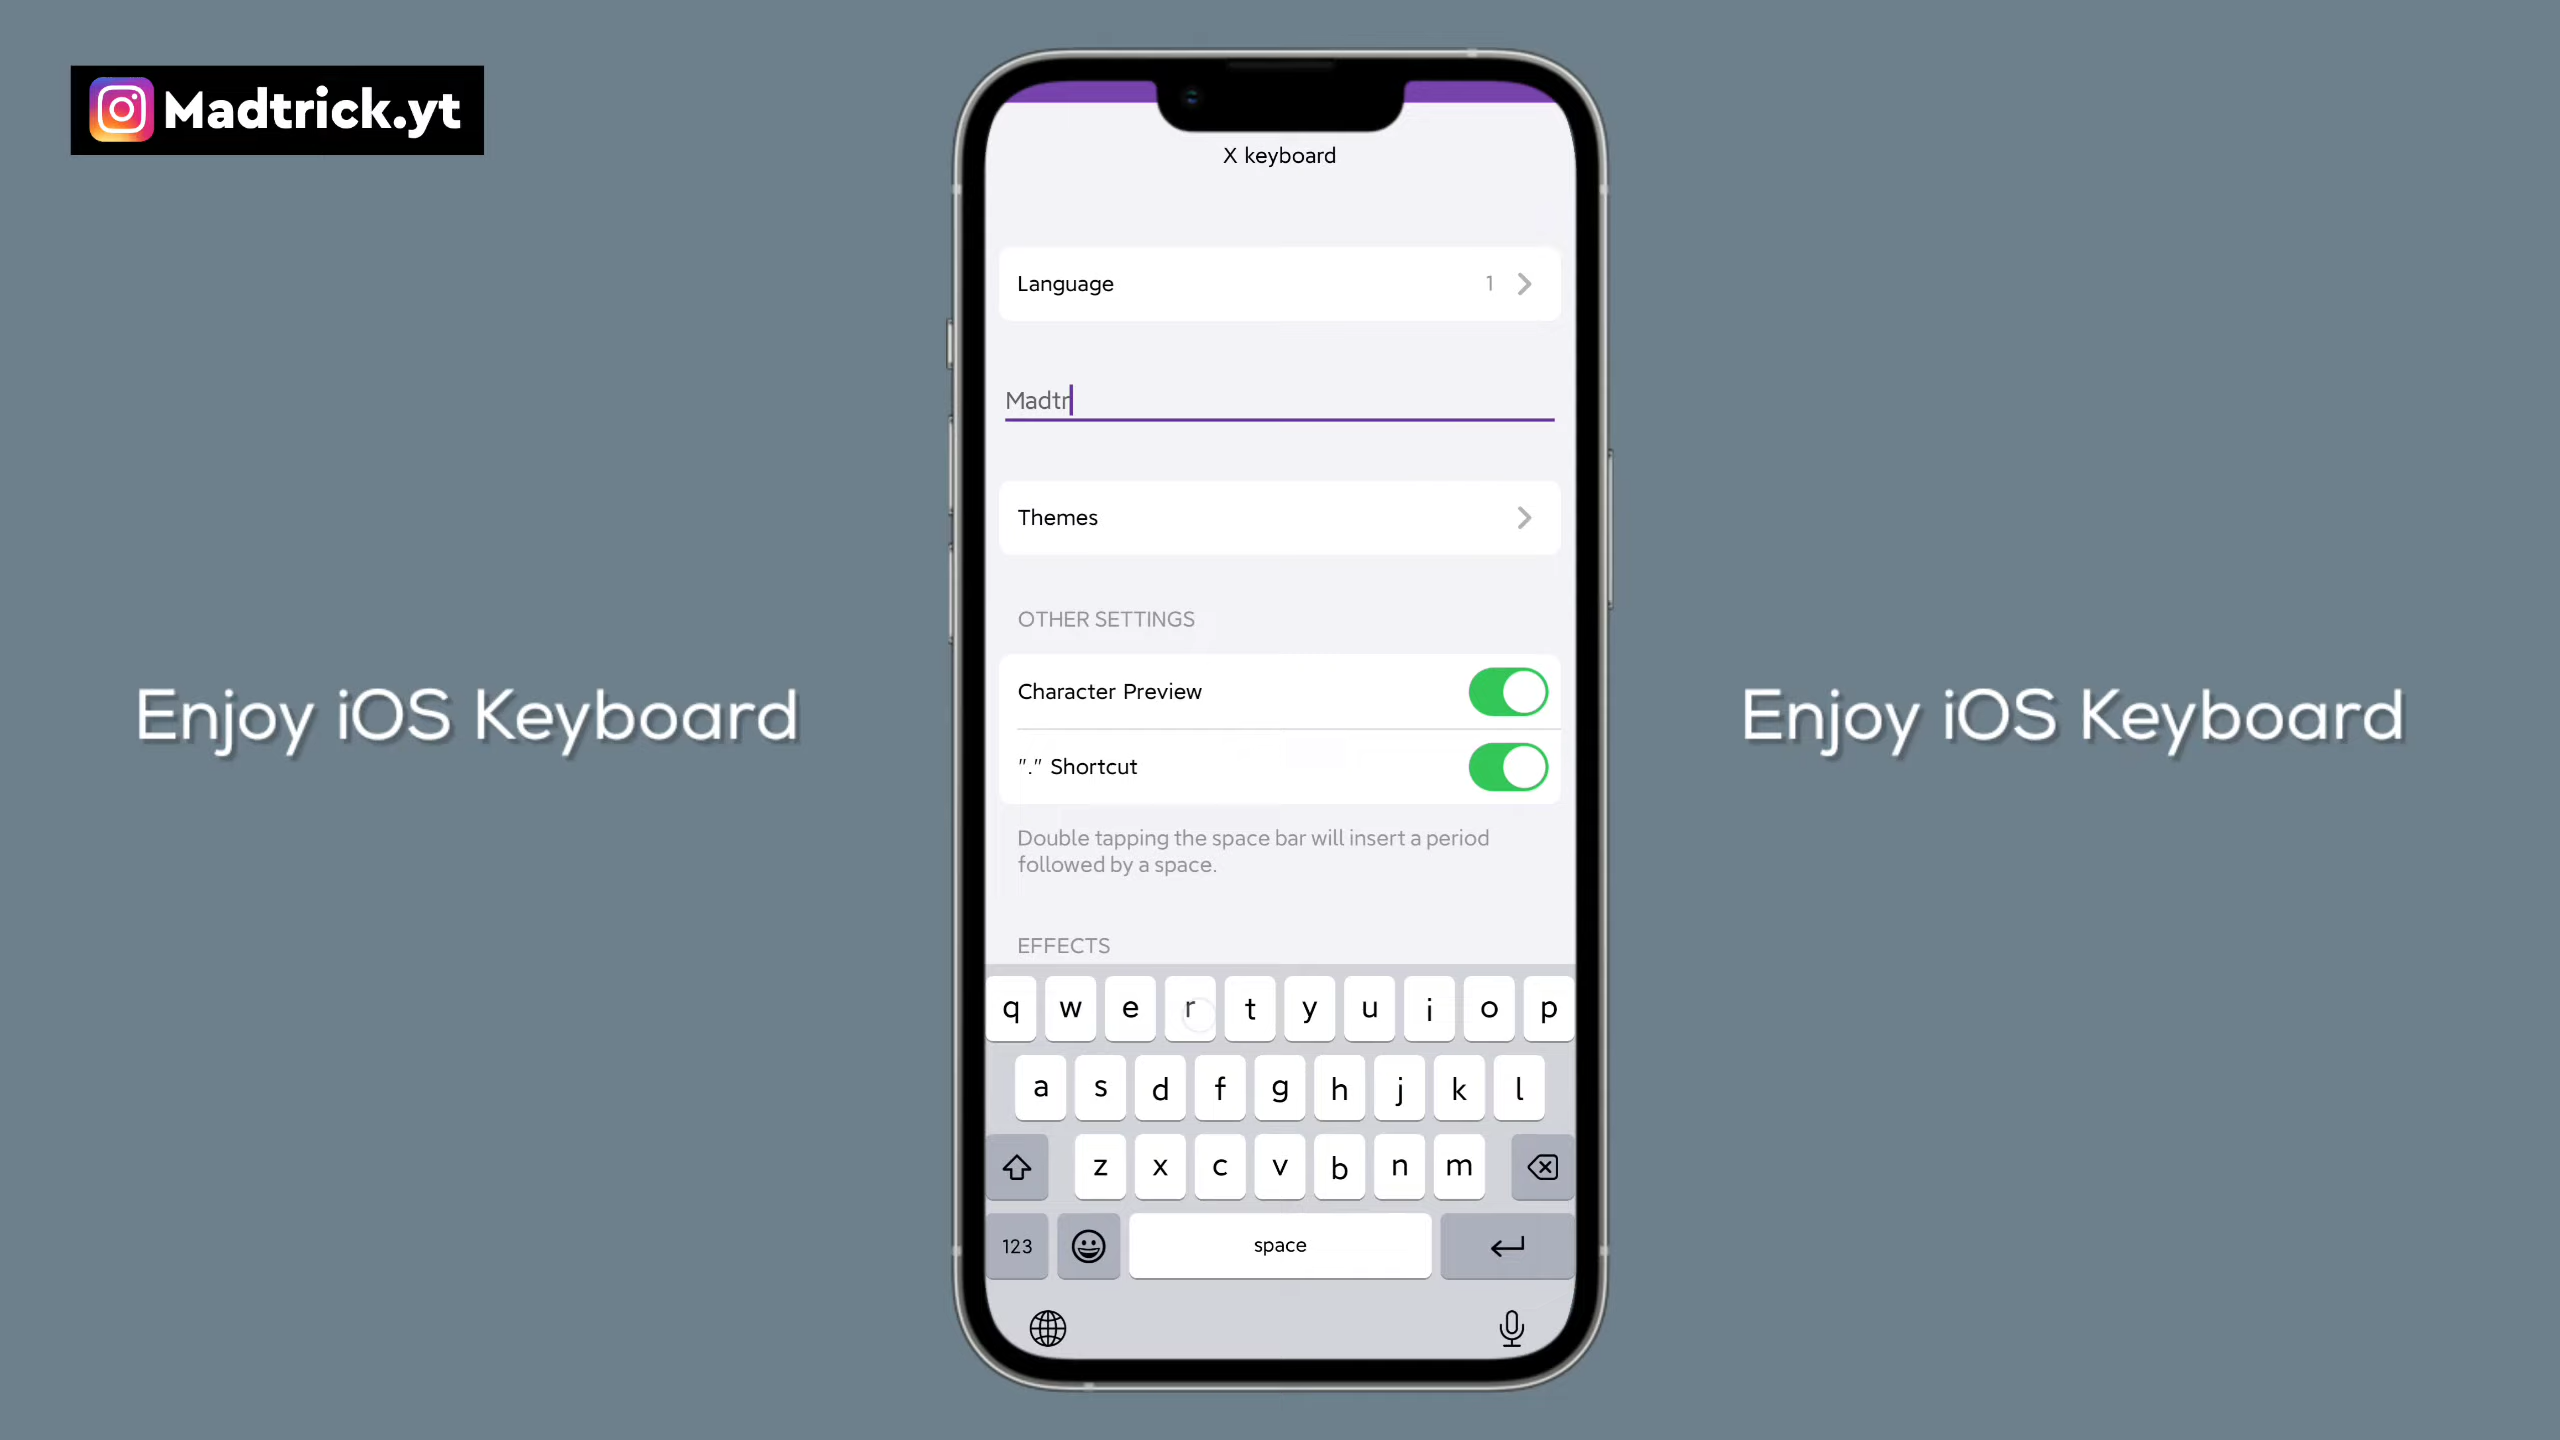 Madtrick.yt
X keyboard
Language 1
Madtr
Themes
OTHER SETTINGS
Character Preview
"." Shortcut
Double tapping the space bar will insert a period
followed by a space.
EFFECTS
Enjoy iOS Keyboard
Enjoy iOS Keyboard
q w e r t y u i o p
a s d f g h j k l
z x c v b n m
123 space